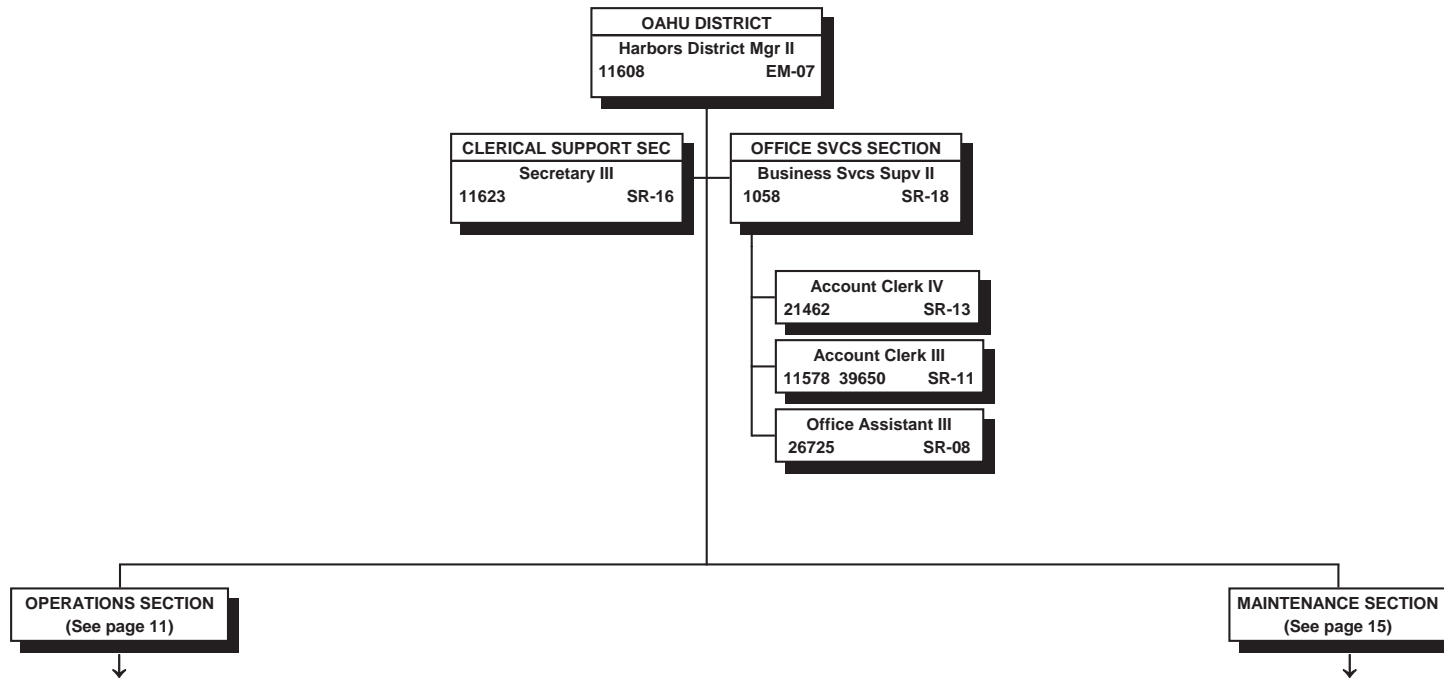 OAHU DISTRICT
Harbors District Mgr II
11608 EM-07
CLERICAL SUPPORT SEC
Secretary III
11623 SR-16
OFFICE SVCS SECTION
Business Svcs Supv II
1058 SR-18
Account Clerk IV
21462 SR-13
Account Clerk III
11578 39650 SR-11
Office Assistant III
26725 SR-08
OPERATIONS SECTION
(See page 11)
MAINTENANCE SECTION
(See page 15)